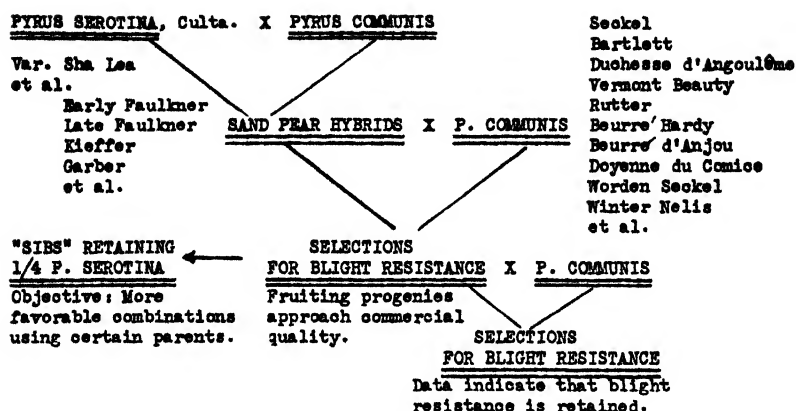 PYRUS SEROTINA, Culta. X PYRUS COMMUNIS
Var. Sha Lea
et al.
Early Faulkner
Late Faulkner
Kieffer
Garber
et al.
SAND PEAR HYBRIDS X P. COMMUNIS
Seckel
Bartlett
Duchesse d'Angoulême
Vermont Beauty
Rutter
Beurré Hardy
Beurré d'Anjou
Doyenne du Comice
Worden Seckel
Winter Nelis
et al.
"SIBS" RETAINING
1/4 P. SEROTINA
Objective: More
favorable combinations
using certain parents.
SELECTIONS
FOR BLIGHT RESISTANCE X P. COMMUNIS
Fruiting progenies
approach commercial
quality.
SELECTIONS
FOR BLIGHT RESISTANCE
Data indicate that blight
resistance is retained.